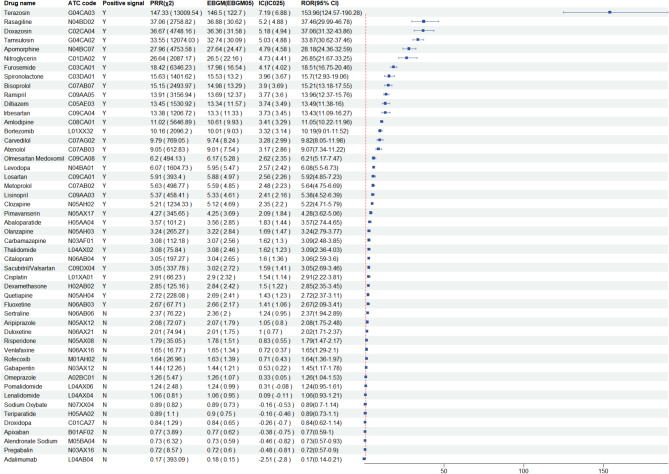 Drug name ATC code Positive signal PRR(χ2) EBGM(EBGM05) IC(IC025) ROR(95% CI)
Terazosin G04CA03 Y 147.33 ( 13009.54 ) 146.5 ( 122.7 ) 7.19 ( 6.88 ) 153.96(124.57-190.28)
Rasagiline N04BD02 Y 37.06 ( 2758.82 ) 36.88 ( 30.62 ) 5.2 ( 4.88 ) 37.46(29.99-46.78)
Doxazosin C02CA04 Y 36.67 ( 4748.16 ) 36.36 ( 31.58 ) 5.18 ( 4.94 ) 37.06(31.32-43.86)
Tamsulosin G04CA02 Y 33.55 ( 12074.03 ) 32.74 ( 30.09 ) 5.03 ( 4.88 ) 33.87(30.62-37.46)
Apomorphine N04BC07 Y 27.96 ( 4753.58 ) 27.64 ( 24.47 ) 4.79 ( 4.58 ) 28.18(24.36-32.59)
Nitroglycerin C01DA02 Y 26.64 ( 2087.17 ) 26.5 ( 22.16 ) 4.73 ( 4.43 ) 26.85(21.67-33.25)
Furosemide C03CA01 Y 18.42 ( 6346.23 ) 17.98 ( 16.54 ) 4.17 ( 4.02 ) 18.51(16.75-20.46)
Spironolactone C03DA01 Y 15.63 ( 1401.62 ) 15.53 ( 13.2 ) 3.96 ( 3.67 ) 15.7(12.93-19.06)
Bisoprolol C07AB07 Y 15.15 ( 2493.97 ) 14.98 ( 13.29 ) 3.9 ( 3.69 ) 15.21(13.18-17.55)
Ramipril C09AA05 Y 13.91 ( 3156.94 ) 13.69 ( 12.37 ) 3.77 ( 3.6 ) 13.96(12.37-15.76)
Diltiazem C05AE03 Y 13.45 ( 1530.92 ) 13.34 ( 11.57 ) 3.74 ( 3.49 ) 13.49(11.38-16)
Irbesartan C09CA04 Y 13.38 ( 1206.72 ) 13.3 ( 11.33 ) 3.73 ( 3.45 ) 13.43(11.09-16.27)
Amlodipine C08CA01 Y 11.02 ( 5646.89 ) 10.61 ( 9.93 ) 3.41 ( 3.29 ) 11.05(10.22-11.96)
Bortezomib L01XX32 Y 10.16 ( 2096.2 ) 10.01 ( 9.03 ) 3.32 ( 3.14 ) 10.19(9.01-11.52)
Carvedilol C07AG02 Y 9.79 ( 769.05 ) 9.74 ( 8.24 ) 3.28 ( 2.99 ) 9.82(8.05-11.98)
Atenolol C07AB03 Y 9.05 ( 612.83 ) 9.01 ( 7.54 ) 3.17 ( 2.86 ) 9.07(7.34-11.22)
Olmesartan Medoxomil C09CA08 Y 6.2 ( 494.13 ) 6.17 ( 5.28 ) 2.62 ( 2.35 ) 6.21(5.17-7.47)
Levodopa N04BA01 Y 6.07 ( 1604.73 ) 5.95 ( 5.47 ) 2.57 ( 2.42 ) 6.08(5.5-6.73)
Losartan C09CA01 Y 5.91 ( 393.4 ) 5.88 ( 4.97 ) 2.56 ( 2.26 ) 5.92(4.85-7.23)
Metoprolol C07AB02 Y 5.63 ( 498.77 ) 5.59 ( 4.85 ) 2.48 ( 2.23 ) 5.64(4.75-6.69)
Lisinopril C09AA03 Y 5.37 ( 458.41 ) 5.33 ( 4.61 ) 2.41 ( 2.16 ) 5.38(4.52-6.39)
Clozapine N05AH02 Y 5.21 ( 1234.33 ) 5.12 ( 4.69 ) 2.35 ( 2.2 ) 5.22(4.71-5.79)
Pimavanserin N05AX17 Y 4.27 ( 345.65 ) 4.25 ( 3.69 ) 2.09 ( 1.84 ) 4.28(3.62-5.06)
Abaloparatide H05AA04 Y 3.57 ( 101.2 ) 3.56 ( 2.88 ) 1.83 ( 1.44 ) 3.57(2.74-4.65)
Olanzapine N05AH03 Y 3.24 ( 265.27 ) 3.22 ( 2.84 ) 1.69 ( 1.47 ) 3.24(2.79-3.77)
Carbamazepine N03AF01 Y 3.08 ( 112.18 ) 3.07 ( 2.56 ) 1.62 ( 1.3 ) 3.09(2.48-3.85)
Thalidomide L04AX02 Y 3.08 ( 75.84 ) 3.08 ( 2.46 ) 1.62 ( 1.23 ) 3.09(2.36-4.03)
Citalopram N06AB04 Y 3.05 ( 197.27 ) 3.04 ( 2.65 ) 1.6 ( 1.36 ) 3.05(2.59-3.6)
Sacubitril/Valsartan C09DX04 Y 3.05 ( 337.78 ) 3.02 ( 2.72 ) 1.59 ( 1.41 ) 3.05(2.69-3.46)
Cisplatin L01XA01 Y 2.91 ( 66.23 ) 2.9 ( 2.32 ) 1.54 ( 1.14 ) 2.91(2.22-3.81)
Dexamethasone H02AB02 Y 2.85 ( 125.16 ) 2.84 ( 2.42 ) 1.5 ( 1.22 ) 2.85(2.35-3.45)
Quetiapine N05AH04 Y 2.72 ( 228.08 ) 2.69 ( 2.41 ) 1.43 ( 1.23 ) 2.72(2.37-3.11)
Fluoxetine N06AB03 Y 2.67 ( 67.71 ) 2.66 ( 2.17 ) 1.41 ( 1.06 ) 2.67(2.09-3.41)
Sertraline N06AB06 N 2.37 ( 76.22 ) 2.36 ( 2 ) 1.24 ( 0.95 ) 2.37(1.94-2.89)
Aripiprazole N05AX12 N 2.08 ( 72.07 ) 2.07 ( 1.79 ) 1.05 ( 0.8 ) 2.08(1.75-2.48)
Duloxetine N06AX21 N 2.01 ( 74.94 ) 2.01 ( 1.75 ) 1 ( 0.77 ) 2.02(1.71-2.37)
Risperidone N05AX08 N 1.79 ( 35.05 ) 1.78 ( 1.51 ) 0.83 ( 0.55 ) 1.79(1.47-2.17)
Venlafaxine N06AX16 N 1.65 ( 16.77 ) 1.65 ( 1.34 ) 0.72 ( 0.37 ) 1.65(1.29-2.1)
Rofecoxib M01AH02 N 1.64 ( 26.96 ) 1.63 ( 1.39 ) 0.71 ( 0.43 ) 1.64(1.36-1.97)
Gabapentin N03AX12 N 1.44 ( 12.26 ) 1.44 ( 1.21 ) 0.53 ( 0.22 ) 1.45(1.17-1.78)
Omeprazole A02BC01 N 1.26 ( 5.47 ) 1.26 ( 1.07 ) 0.33 ( 0.05 ) 1.26(1.04-1.53)
Pomalidomide L04AX06 N 1.24 ( 2.48 ) 1.24 ( 0.99 ) 0.31 ( -0.08 ) 1.24(0.95-1.61)
Lenalidomide L04AX04 N 1.06 ( 0.81 ) 1.06 ( 0.95 ) 0.09 ( -0.11 ) 1.06(0.93-1.21)
Sodium Oxybate N07XX04 N 0.89 ( 0.82 ) 0.89 ( 0.73 ) -0.16 ( -0.53 ) 0.89(0.7-1.14)
Teriparatide H05AA02 N 0.89 ( 1.1 ) 0.9 ( 0.75 ) -0.16 ( -0.46 ) 0.89(0.73-1.1)
Droxidopa C01CA27 N 0.84 ( 1.29 ) 0.84 ( 0.65 ) -0.26 ( -0.7 ) 0.84(0.62-1.14)
Apixaban B01AF02 N 0.77 ( 3.89 ) 0.77 ( 0.62 ) -0.38 ( -0.75 ) 0.77(0.59-1)
Alendronate Sodium M05BA04 N 0.73 ( 6.32 ) 0.73 ( 0.59 ) -0.46 ( -0.82 ) 0.73(0.57-0.93)
Pregabalin N03AX16 N 0.72 ( 8.57 ) 0.72 ( 0.6 ) -0.48 ( -0.81 ) 0.72(0.57-0.9)
Adalimumab L04AB04 N 0.17 ( 393.09 ) 0.18 ( 0.15 ) -2.51 ( -2.8 ) 0.17(0.14-0.21)
50 100 150